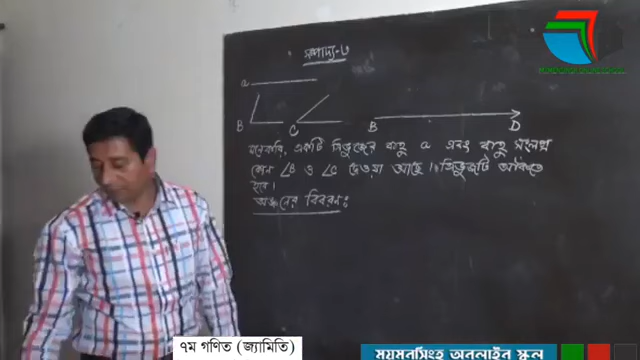 সম্পাদ্য-৩
a
B C B D
মনেকরি, একটি ত্রিভুজের বাহু a এবং বাহু সংলগ্ন
কোন ∠B ও ∠C দেওয়া আছে। ত্রিভুজটি আঁকিতে
হবে।
অঙ্কনের বিবরণঃ
৭ম গণিত (জ্যামিতি)
ময়মনসিংহ অনলাইন স্কুল